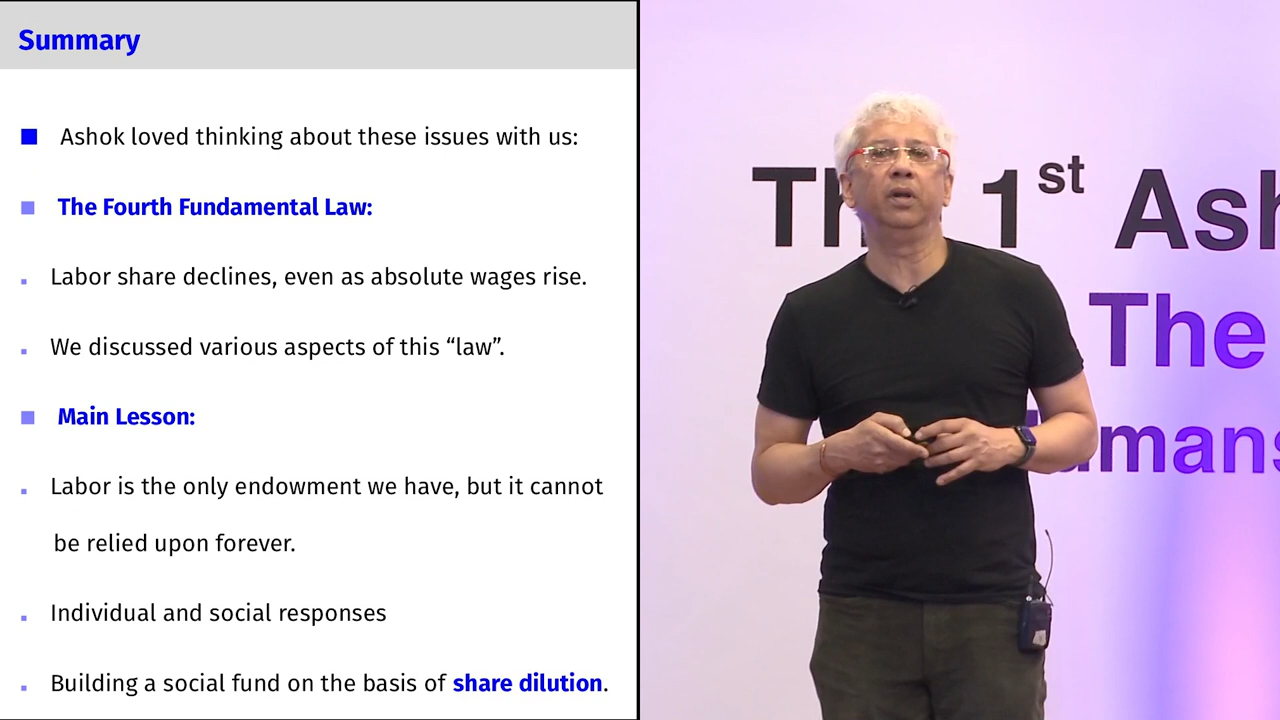 Summary
Ashok loved thinking about these issues with us:
The Fourth Fundamental Law:
Labor share declines, even as absolute wages rise.
We discussed various aspects of this “law”.
Main Lesson:
Labor is the only endowment we have, but it cannot
be relied upon forever.
Individual and social responses
Building a social fund on the basis of share dilution.
1st
The